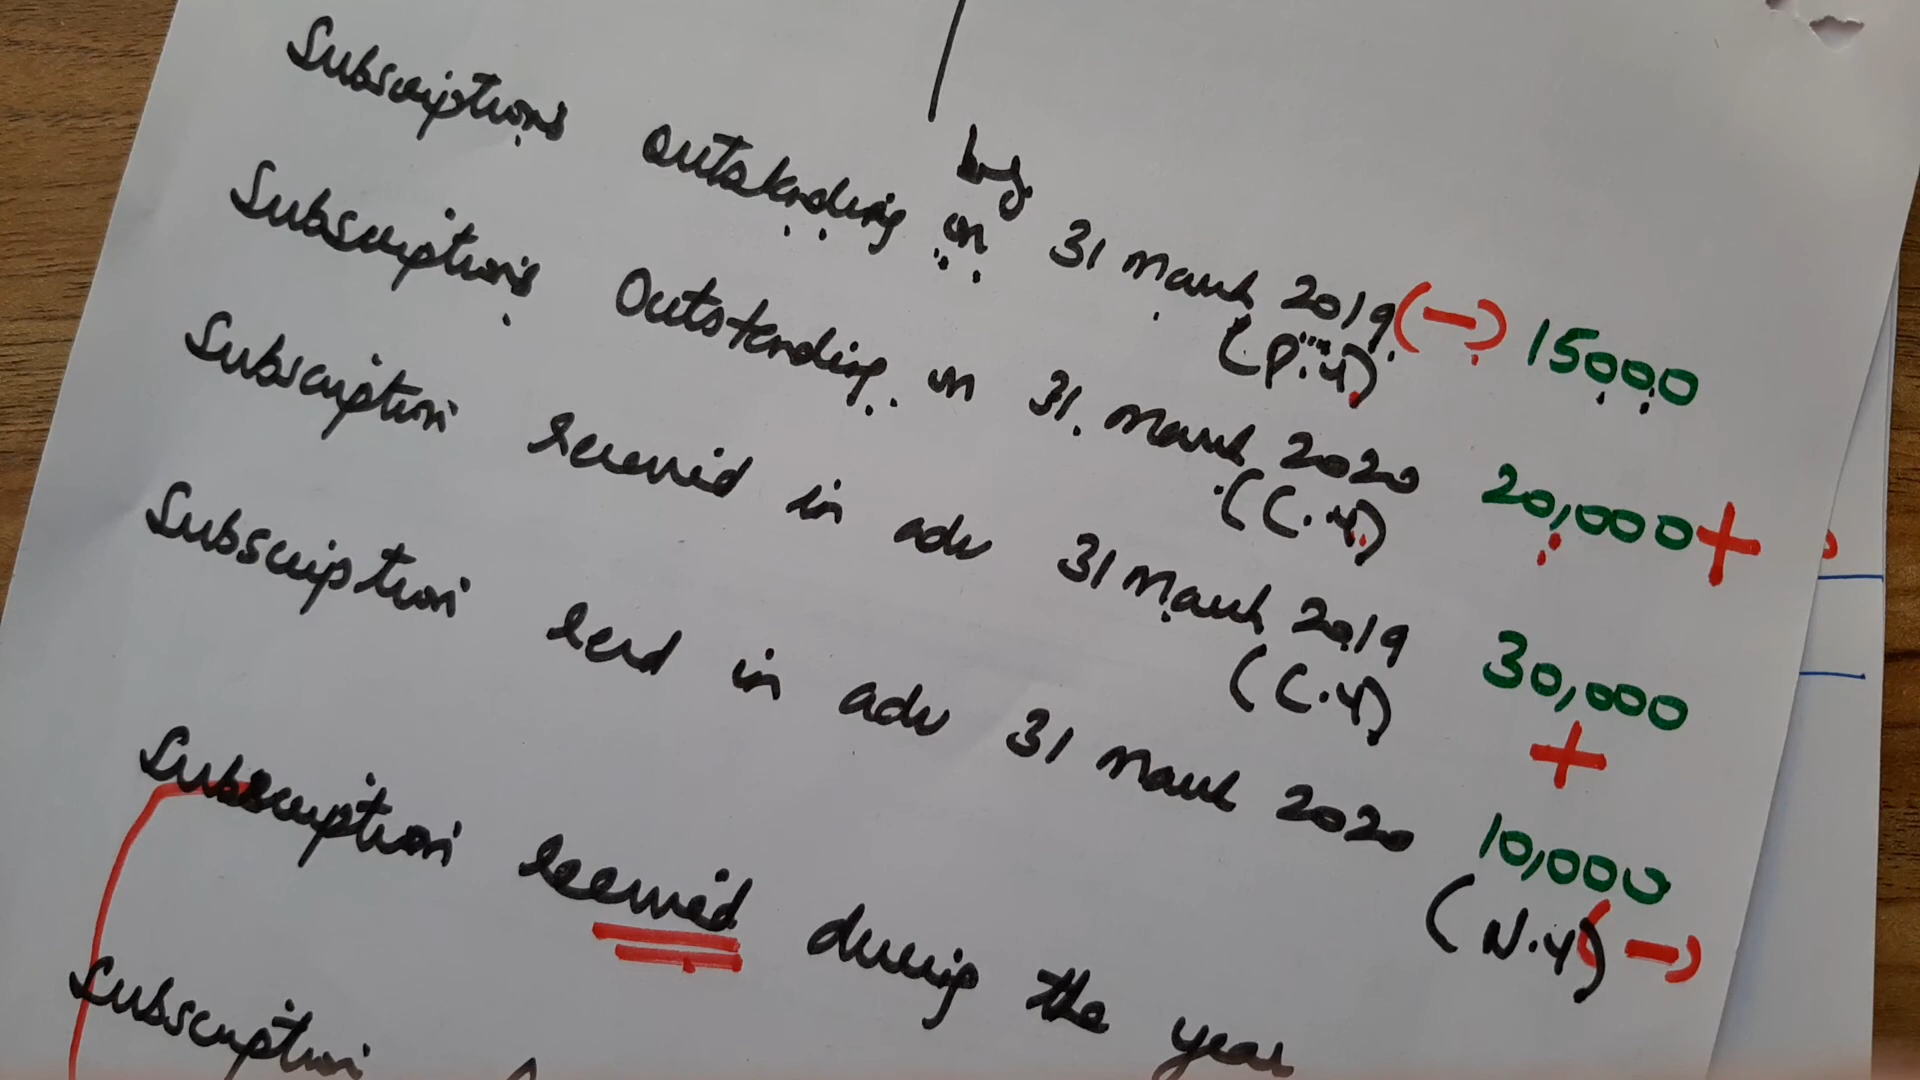 beg.
Subscriptions outstanding on 31 March 2019 (-) 15000
(P.Y)
Subscriptions Outstanding on 31 March 2020 20,000 +
(C.Y)
Subscription received in adv 31 March 2019 30,000
(C.Y) +
Subscription recd in adv 31 March 2020 10,000
(N.Y) (-)
Subscription received during the year
Subscription